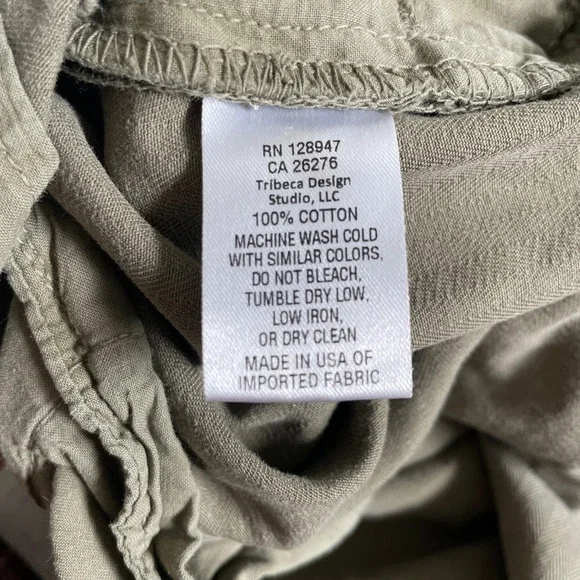 RN 128947
CA 26276
Tribeca Design
Studio, LLC
100% COTTON
MACHINE WASH COLD
WITH SIMILAR COLORS,
DO NOT BLEACH,
TUMBLE DRY LOW,
LOW IRON,
OR DRY CLEAN
MADE IN USA OF
IMPORTED FABRIC